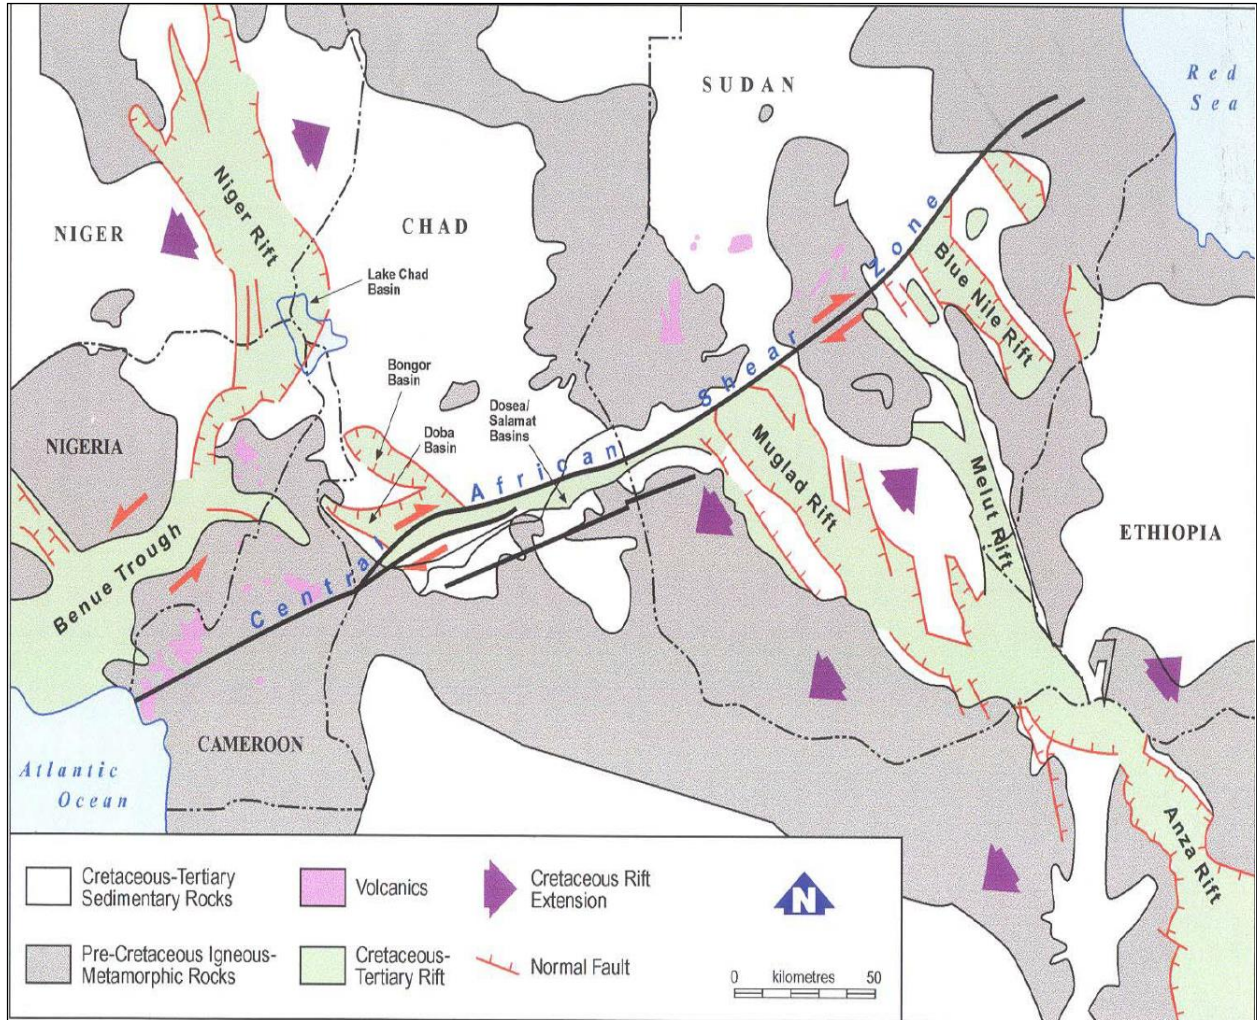 SUDAN
Red
Sea
NIGER
CHAD
Niger Rift
Lake Chad
Basin
Bongor
Basin
Doba
Basin
Dosea/
Salamat
Basins
NIGERIA
Benue Trough
Central African Shear Zone
Blue Nile Rift
Muglad Rift
Melut Rift
ETHIOPIA
CAMEROON
Atlantic
Ocean
Anza Rift
Cretaceous-Tertiary
Sedimentary Rocks
Volcanics
Cretaceous Rift
Extension
N
Pre-Cretaceous Igneous-
Metamorphic Rocks
Cretaceous-
Tertiary Rift
Normal Fault
0 kilometres 50